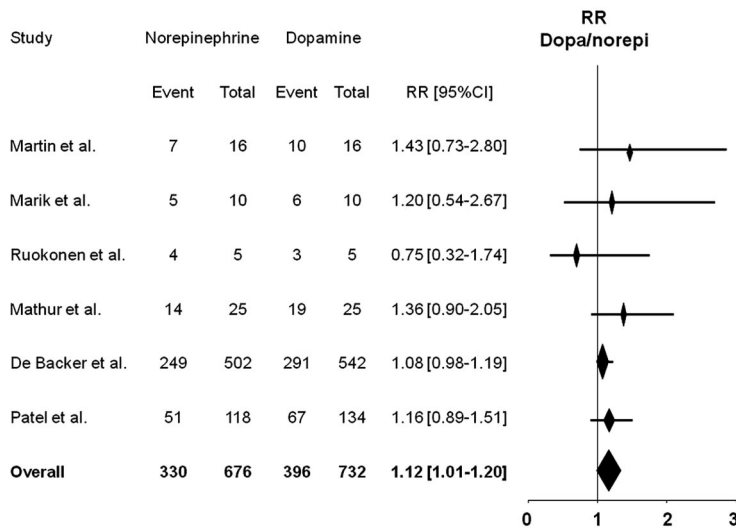 RR
Study Norepinephrine Dopamine Dopa/norepi
Event Total Event Total RR [95%CI]
Martin et al. 7 16 10 16 1.43 [0.73-2.80]
Marik et al. 5 10 6 10 1.20 [0.54-2.67]
Ruokonen et al. 4 5 3 5 0.75 [0.32-1.74]
Mathur et al. 14 25 19 25 1.36 [0.90-2.05]
De Backer et al. 249 502 291 542 1.08 [0.98-1.19]
Patel et al. 51 118 67 134 1.16 [0.89-1.51]
Overall 330 676 396 732 1.12 [1.01-1.20]
0 1 2 3